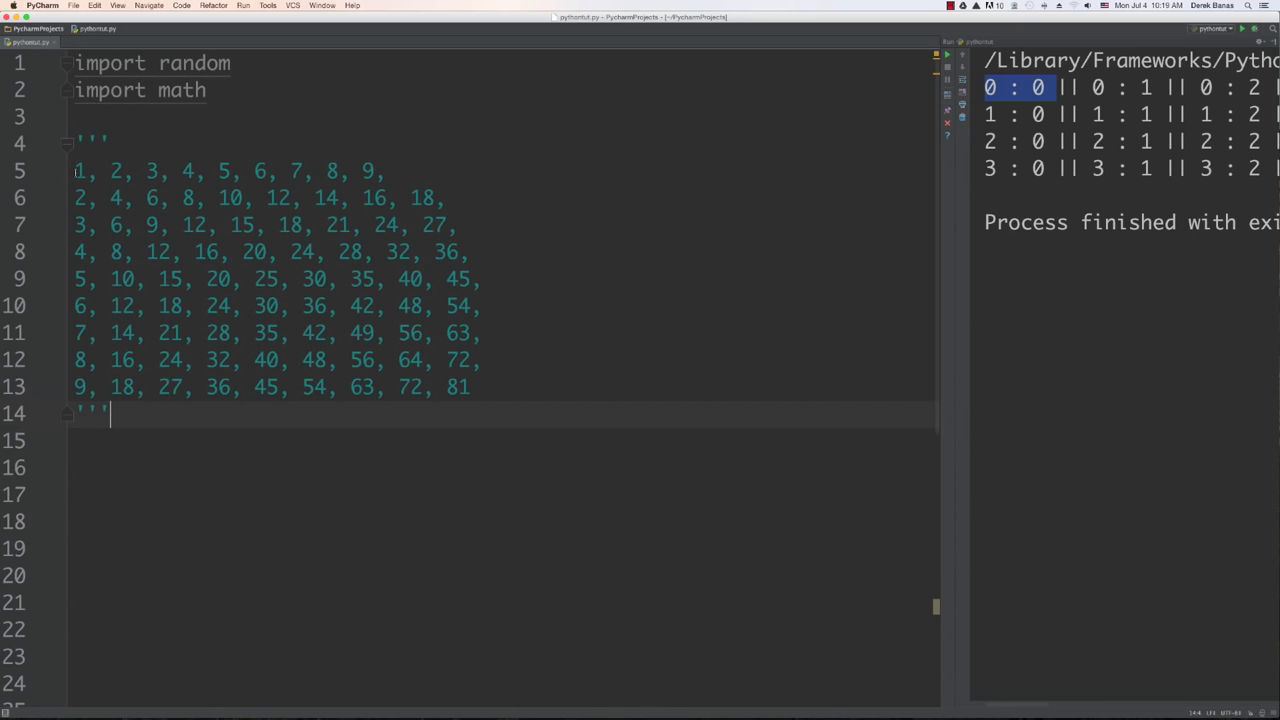 PyCharm File Edit View Navigate Code Refactor Run Tools VCS Window Help 10 Mon Jul 4 10:19 AM Derek Banas
pythontut.py - PycharmProjects - [~/PycharmProjects]
PycharmProjects pythontut.py pythontut
pythontut.py Run pythontut
1 import random
2 import math
3
4 '''
5 1, 2, 3, 4, 5, 6, 7, 8, 9,
6 2, 4, 6, 8, 10, 12, 14, 16, 18,
7 3, 6, 9, 12, 15, 18, 21, 24, 27,
8 4, 8, 12, 16, 20, 24, 28, 32, 36,
9 5, 10, 15, 20, 25, 30, 35, 40, 45,
10 6, 12, 18, 24, 30, 36, 42, 48, 54,
11 7, 14, 21, 28, 35, 42, 49, 56, 63,
12 8, 16, 24, 32, 40, 48, 56, 64, 72,
13 9, 18, 27, 36, 45, 54, 63, 72, 81
14 '''
15
16
17
18
19
20
21
22
23
24
/Library/Frameworks/Pytho
0 : 0 || 0 : 1 || 0 : 2 |
1 : 0 || 1 : 1 || 1 : 2 |
2 : 0 || 2 : 1 || 2 : 2 |
3 : 0 || 3 : 1 || 3 : 2 |
Process finished with exi
14:4 LF‡ UTF-8‡